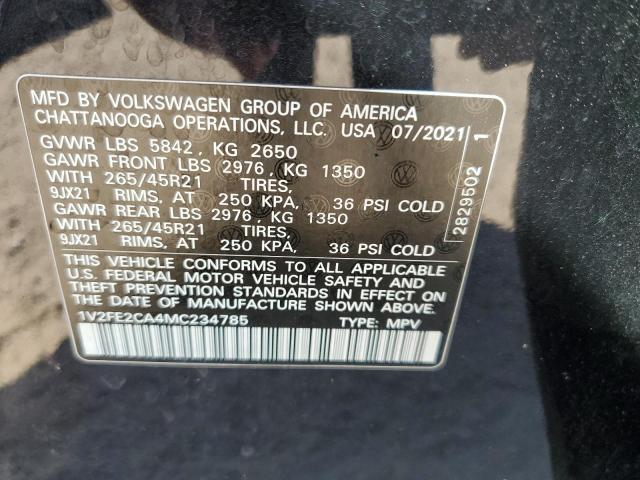 MFD BY VOLKSWAGEN GROUP OF AMERICA
CHATTANOOGA OPERATIONS, LLC. USA 07/2021
GVWR LBS 5842, KG 2650
GAWR FRONT LBS 2976, KG 1350
WITH 265/45R21 TIRES,
9JX21 RIMS, AT 250 KPA, 36 PSI COLD
GAWR REAR LBS 2976, KG 1350
WITH 265/45R21 TIRES,
9JX21 RIMS, AT 250 KPA, 36 PSI COLD
THIS VEHICLE CONFORMS TO ALL APPLICABLE
U.S. FEDERAL MOTOR VEHICLE SAFETY AND
THEFT PREVENTION STANDARDS IN EFFECT ON
THE DATE OF MANUFACTURE SHOWN ABOVE.
1V2FE2CA4MC234785 TYPE: MPV
2829502 1